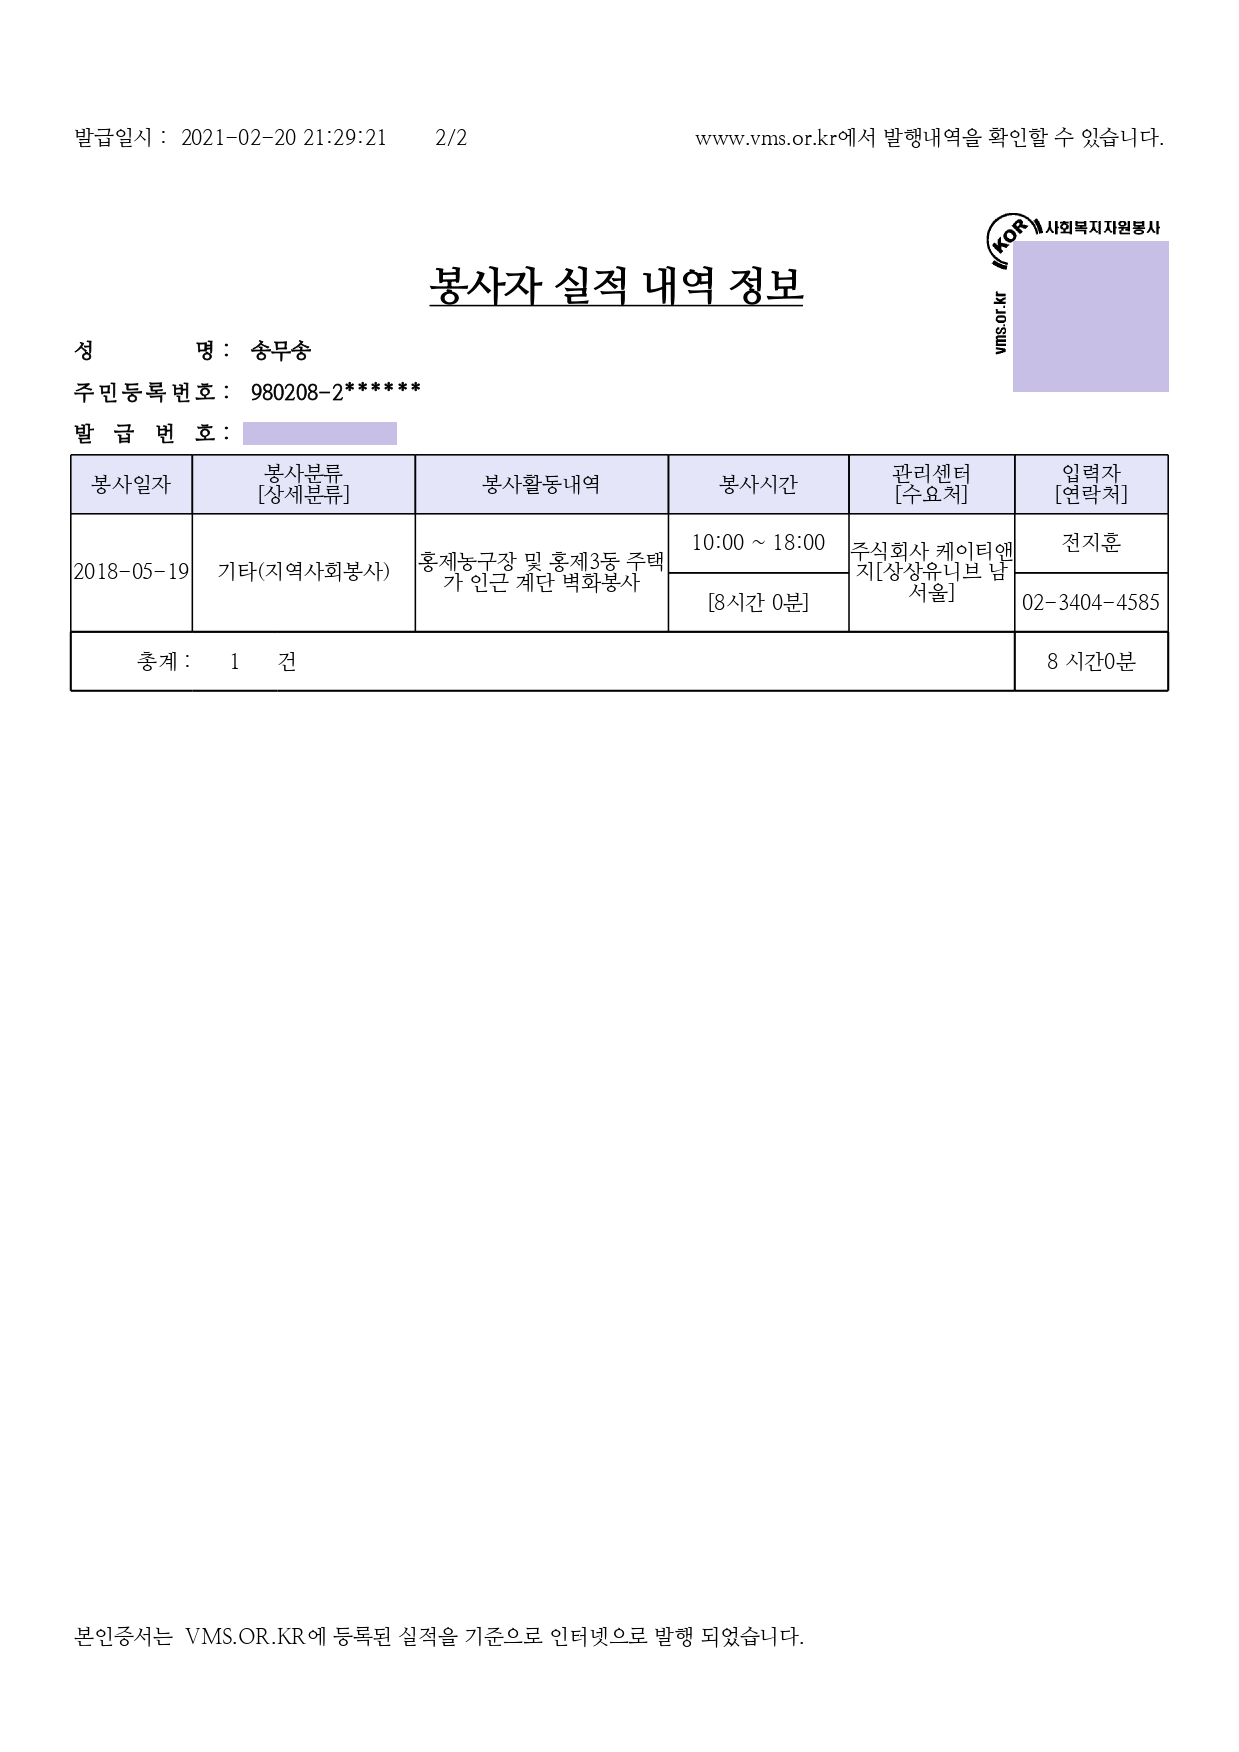 발급일시 : 2021-02-20 21:29:21 2/2 www.vms.or.kr에서 발행내역을 확인할 수 있습니다.
KOR 사회복지자원봉사
vms.or.kr
봉사자 실적 내역 정보
성 명 : 송무송
주민등록번호 : 980208-2******
발 급 번 호 :
봉사일자 봉사분류 봉사활동내역 봉사시간 관리센터 입력자
[상세분류] [수요처] [연락처]
2018-05-19 기타(지역사회봉사)
홍제농구장 및 홍제3동 주택
가 인근 계단 벽화봉사
10:00 ~ 18:00
[8시간 0분]
주식회사 케이티앤
지[상상유니브 남
서울]
전지훈
02-3404-4585
총계 : 1 건 8 시간0분
본인증서는 VMS.OR.KR에 등록된 실적을 기준으로 인터넷으로 발행 되었습니다.